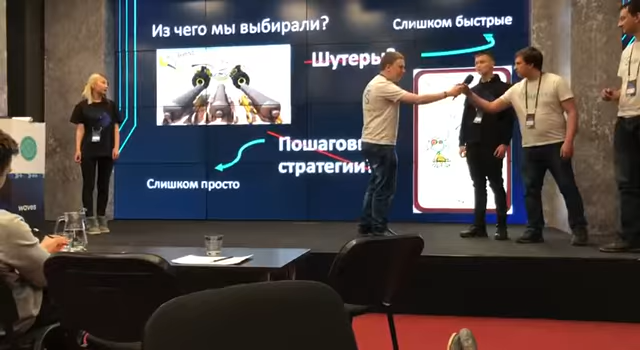 Из чего мы выбирали?
Слишком быстрые
Шутеры?
стратегии?
Слишком просто